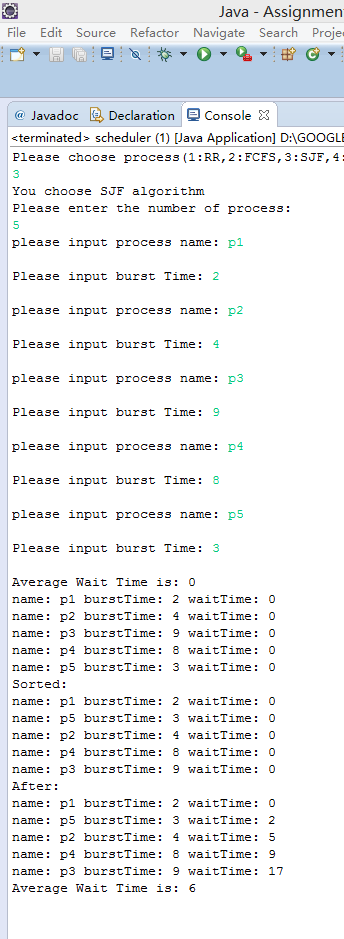 Java - Assignment
File Edit Source Refactor Navigate Search Projec
@ Javadoc Declaration Console
<terminated> scheduler (1) [Java Application] D:\GOOGLE
Please choose process(1:RR,2:FCFS,3:SJF,4:
3
You choose SJF algorithm
Please enter the number of process:
5
please input process name: p1
Please input burst Time: 2
please input process name: p2
Please input burst Time: 4
please input process name: p3
Please input burst Time: 9
please input process name: p4
Please input burst Time: 8
please input process name: p5
Please input burst Time: 3
Average Wait Time is: 0
name: p1 burstTime: 2 waitTime: 0
name: p2 burstTime: 4 waitTime: 0
name: p3 burstTime: 9 waitTime: 0
name: p4 burstTime: 8 waitTime: 0
name: p5 burstTime: 3 waitTime: 0
Sorted:
name: p1 burstTime: 2 waitTime: 0
name: p5 burstTime: 3 waitTime: 0
name: p2 burstTime: 4 waitTime: 0
name: p4 burstTime: 8 waitTime: 0
name: p3 burstTime: 9 waitTime: 0
After:
name: p1 burstTime: 2 waitTime: 0
name: p5 burstTime: 3 waitTime: 2
name: p2 burstTime: 4 waitTime: 5
name: p4 burstTime: 8 waitTime: 9
name: p3 burstTime: 9 waitTime: 17
Average Wait Time is: 6